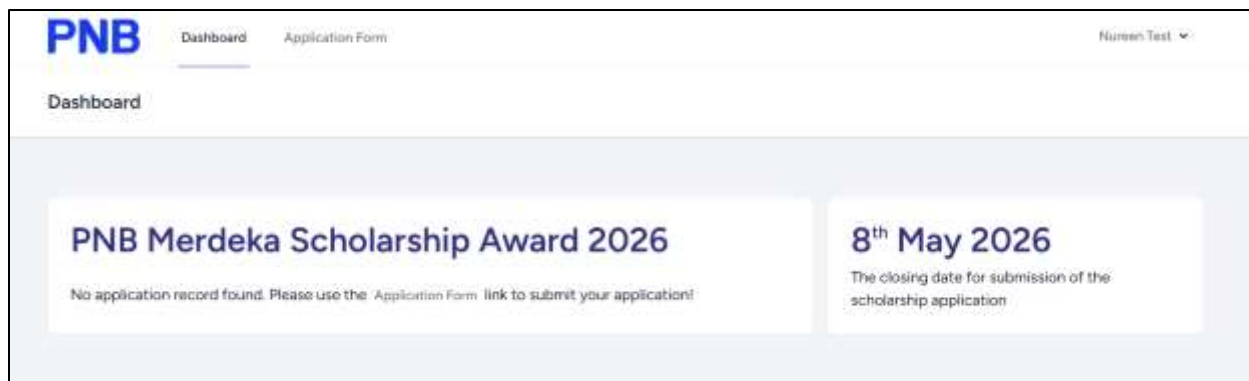 PNB Dashboard Application Form Nureen Test
Dashboard
PNB Merdeka Scholarship Award 2026
No application record found. Please use the Application Form link to submit your application!
8th May 2026
The closing date for submission of the
scholarship application